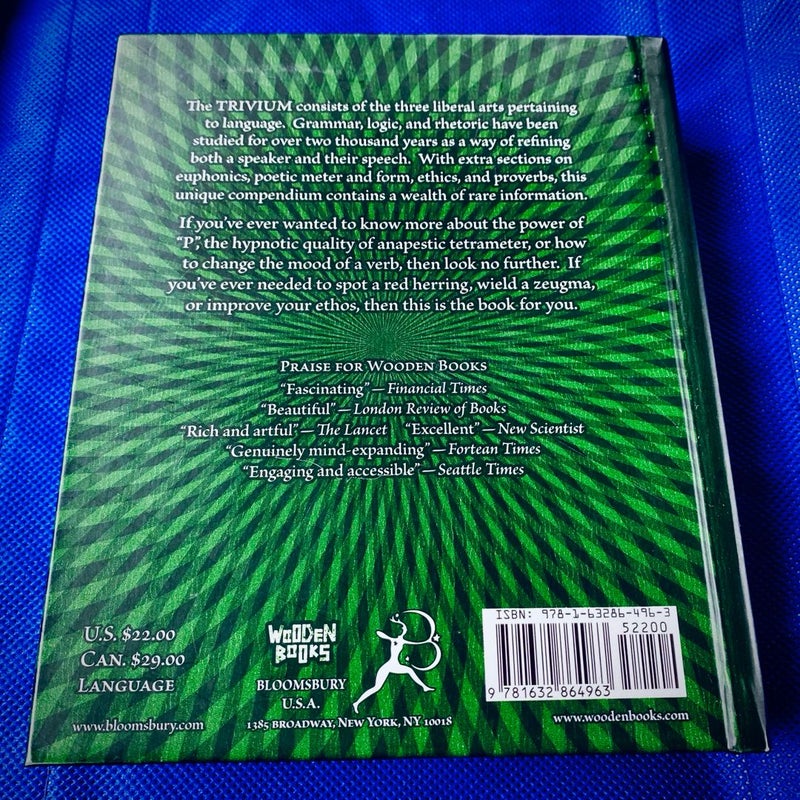 The TRIVIUM consists of the three liberal arts pertaining
to language. Grammar, logic, and rhetoric have been
studied for over two thousand years as a way of refining
both a speaker and their speech. With extra sections on
euphonics, poetic meter and form, ethics, and proverbs, this
unique compendium contains a wealth of rare information.
If you've ever wanted to know more about the power of
“P”, the hypnotic quality of anapestic tetrameter, or how
to change the mood of a verb, then look no further. If
you've ever needed to spot a red herring, wield a zeugma,
or improve your ethos, then this is the book for you.
Praise for Wooden Books
“Fascinating” — Financial Times
“Beautiful” — London Review of Books
“Rich and artful” — The Lancet “Excellent” — New Scientist
“Genuinely mind-expanding” — Fortean Times
“Engaging and accessible” — Seattle Times
U.S. $22.00
CAN. $29.00
Language
www.bloomsbury.com
WOODEN
BOOKS
BLOOMSBURY
U.S.A.
1385 BROADWAY, NEW YORK, NY 10018
ISBN: 978-1-63286-496-3
52200
9 781632 864963
www.woodenbooks.com